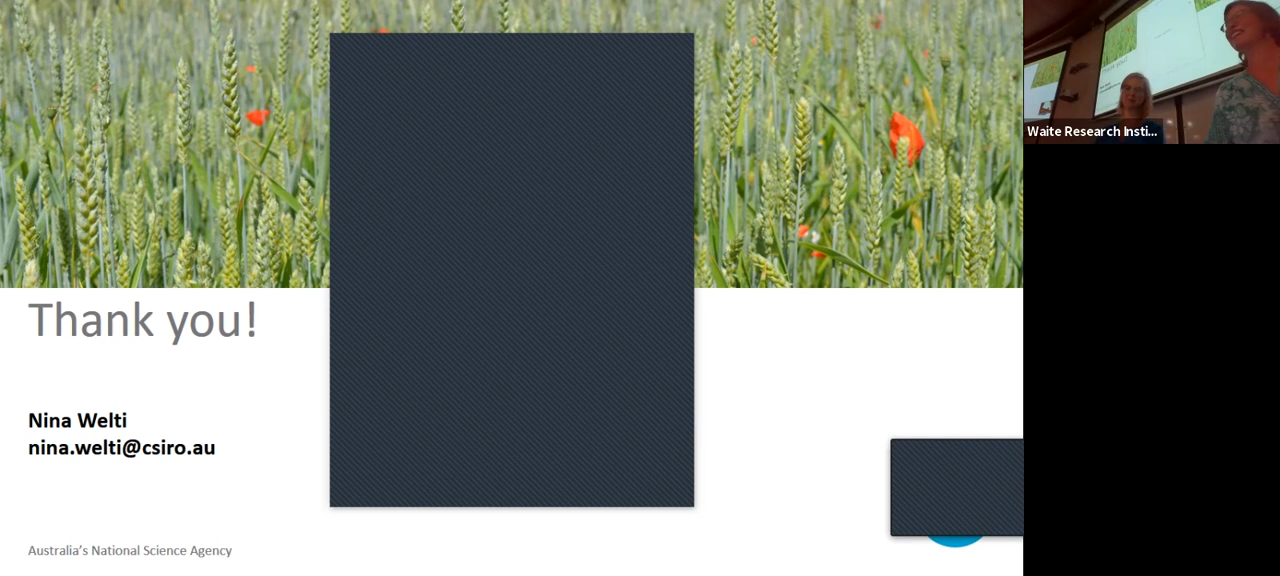 Thank you!
Nina Welti
nina.welti@csiro.au
Australia's National Science Agency
Waite Research Insti...